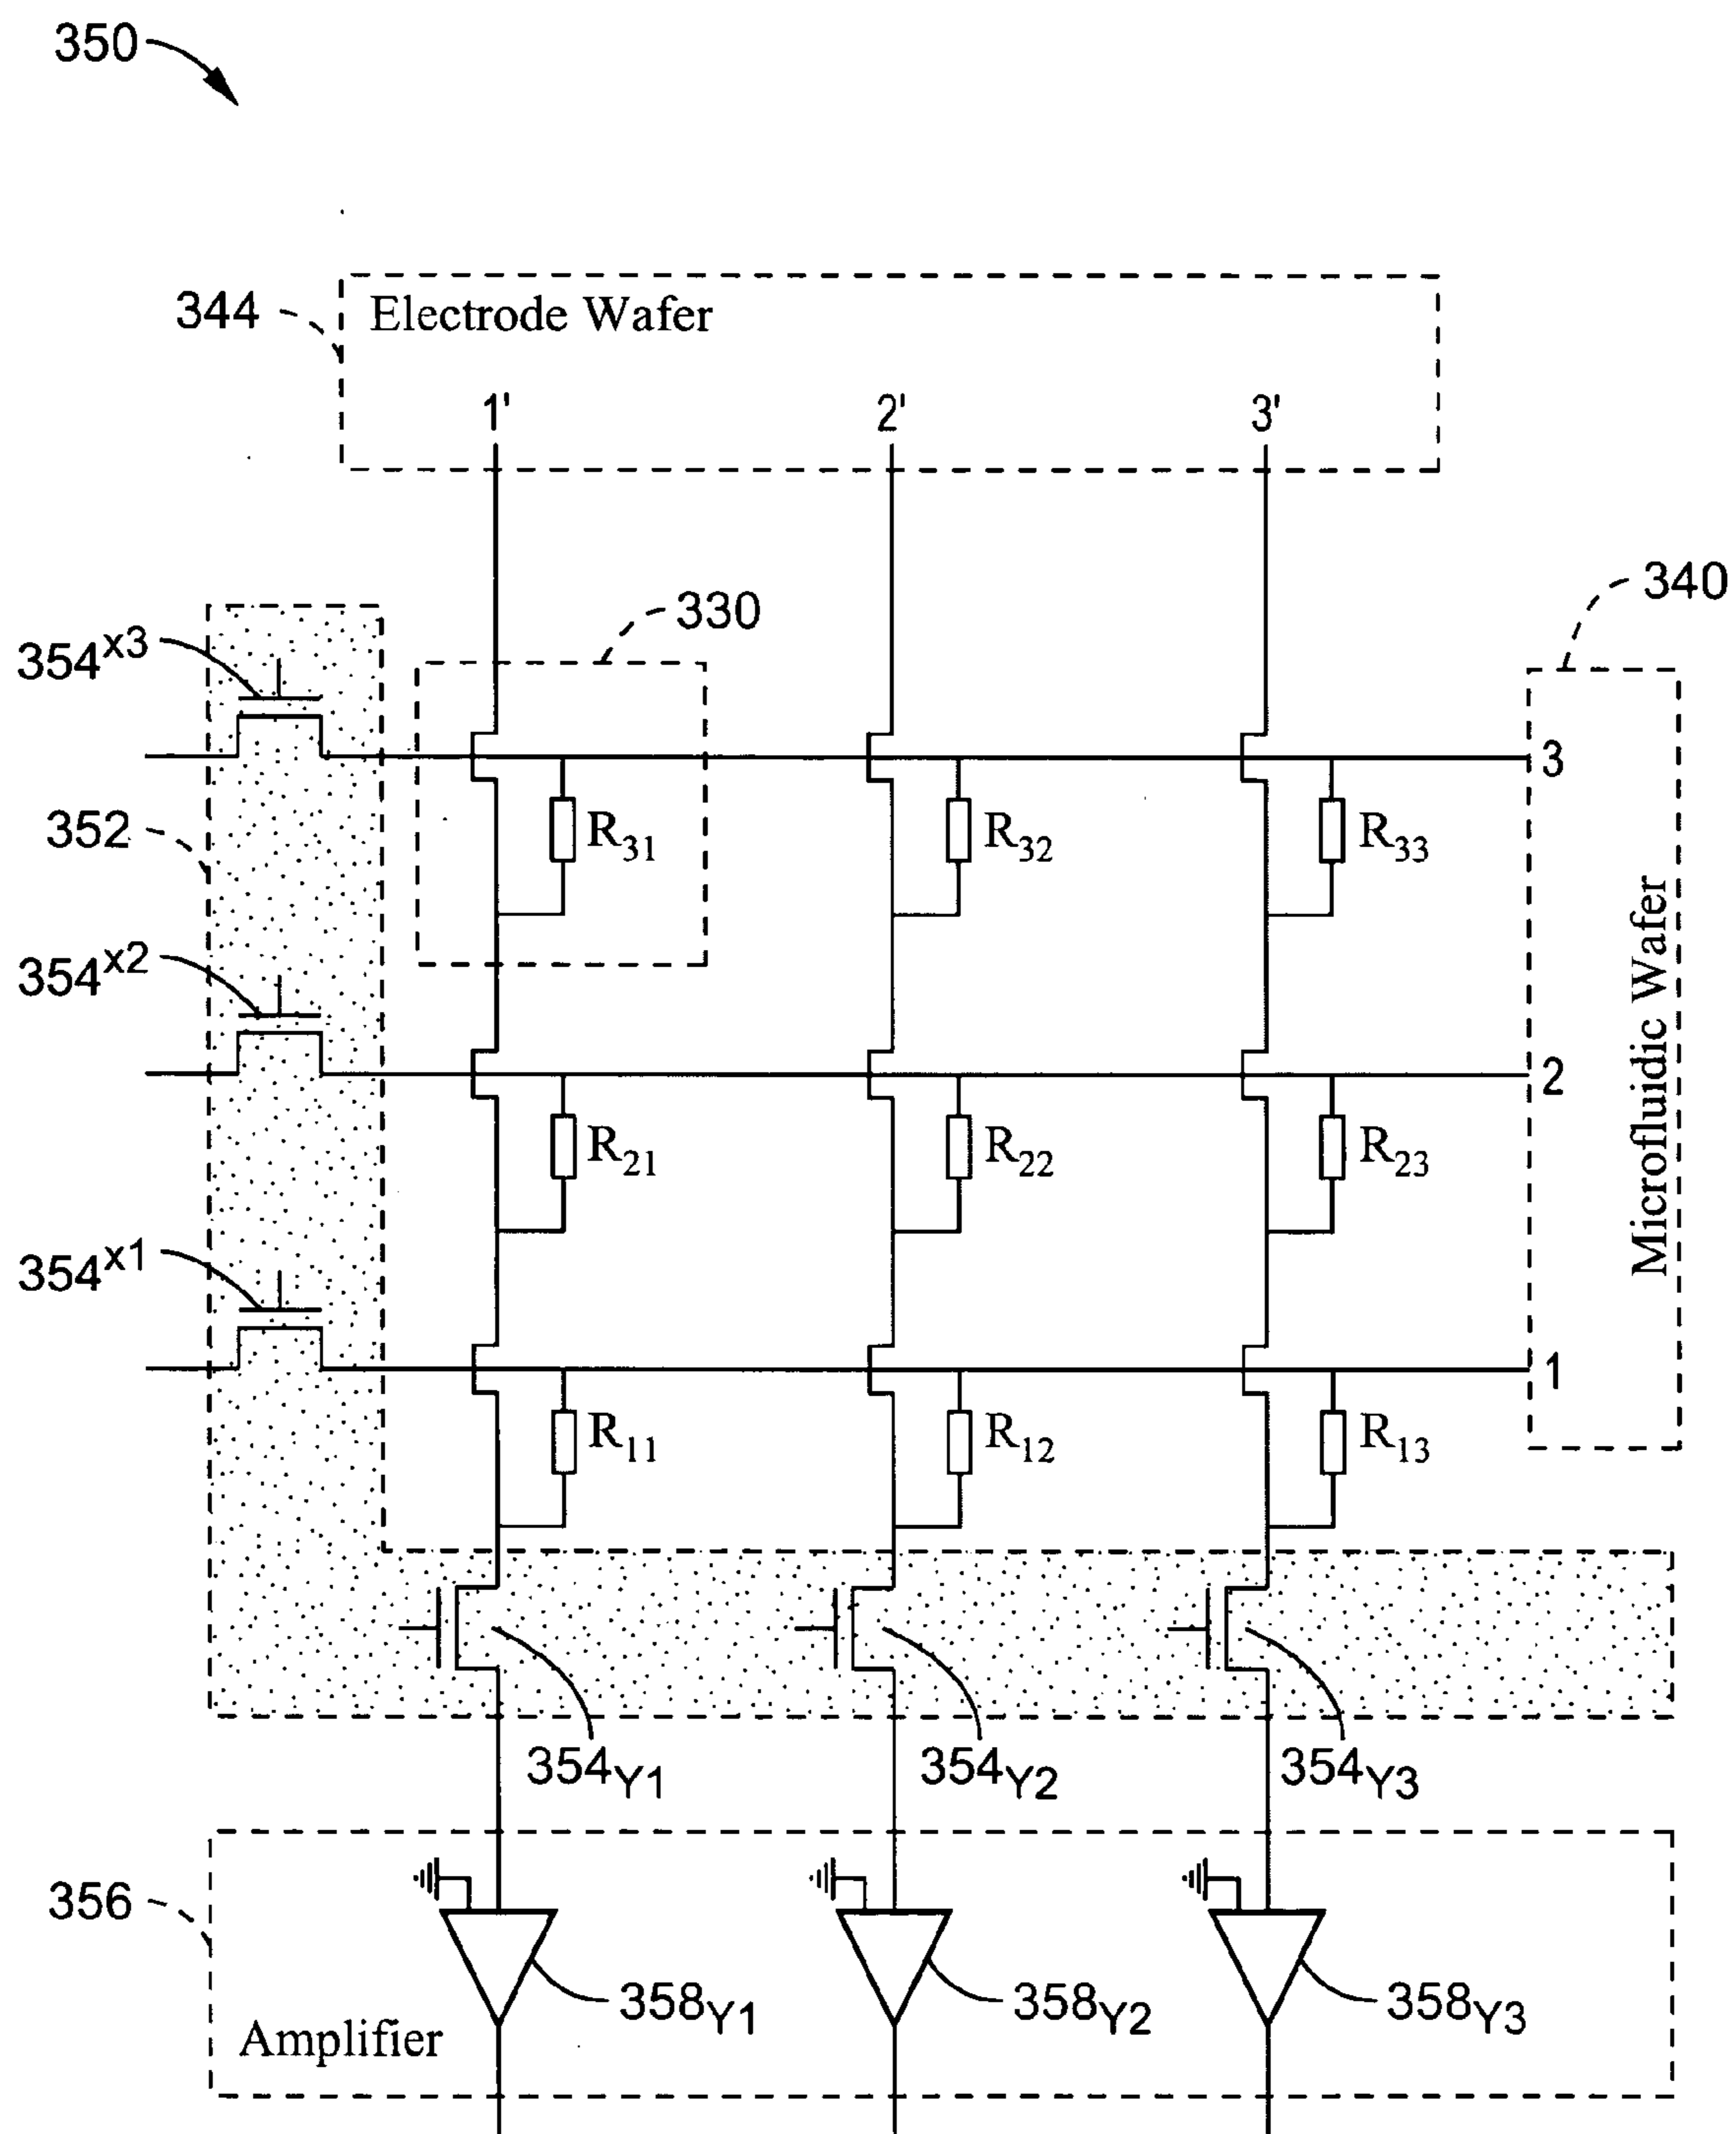 350
344
Electrode Wafer
1' 2' 3'
340
330
354X3
3
352
R31 R32 R33
Microfluidic Wafer
354X2
2
R21 R22 R23
354X1
1
R11 R12 R13
354Y1 354Y2 354Y3
356
358Y1 358Y2 358Y3
Amplifier